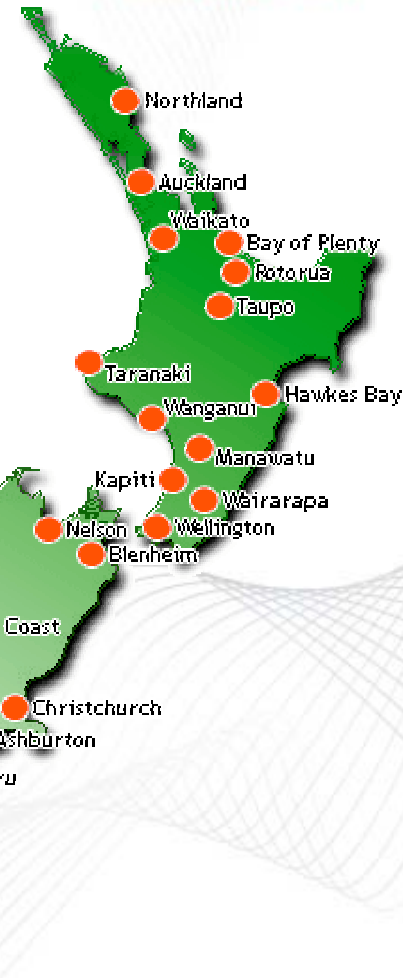 Northland
Auckland
Waikato
Bay of Plenty
Rotorua
Taupo
Taranaki
Hawkes Bay
Wanganui
Manawatu
Kapiti
Wairarapa
Nelson
Wellington
Blenheim
Coast
Christchurch
Ashburton
ru